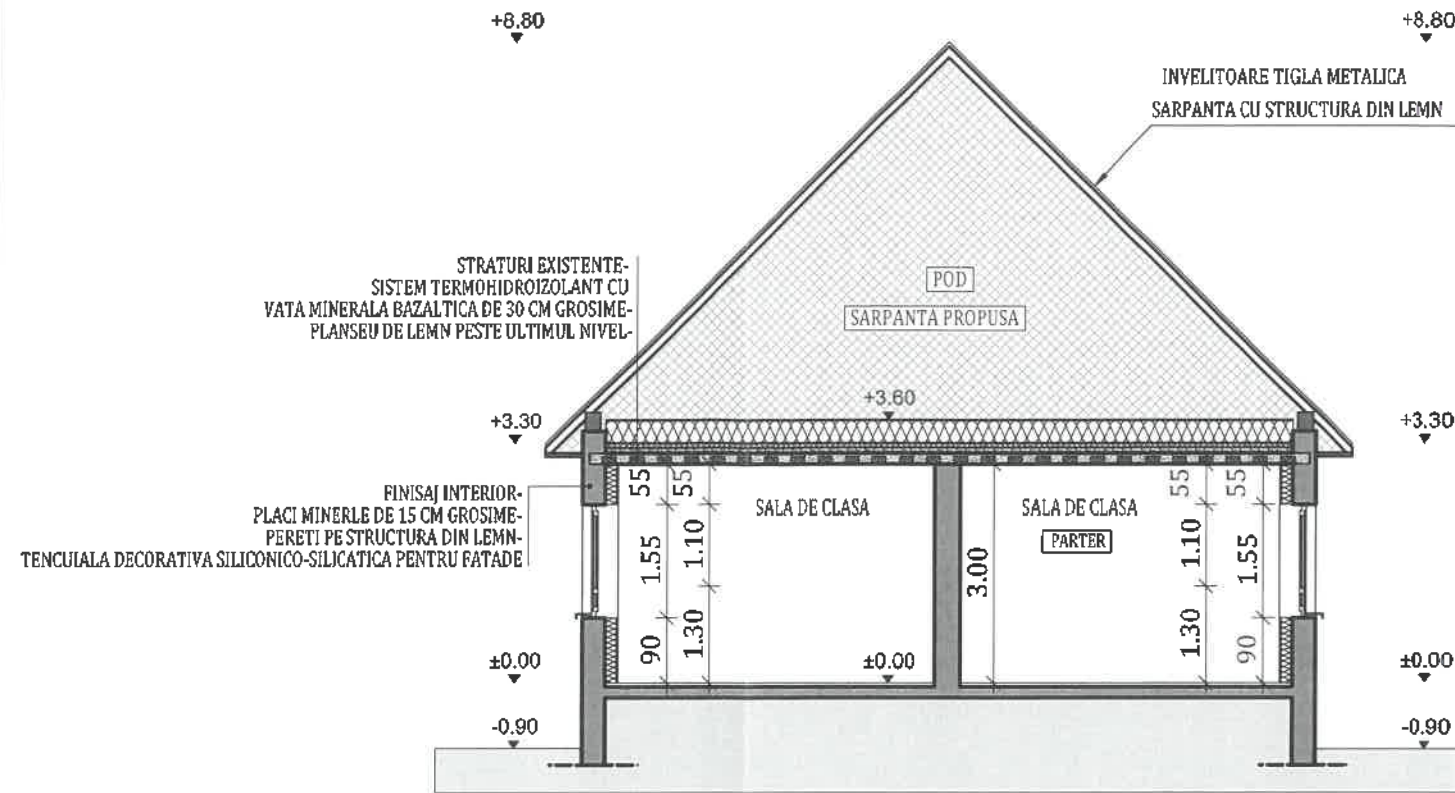 +8.80
+8.80
INVELITOARE TIGLA METALICA
SARPANTA CU STRUCTURA DIN LEMN
STRATURI EXISTENTE-
SISTEM TERMOHIDROIZOLANT CU
VATA MINERALA BAZALTICA DE 30 CM GROSIME-
PLANSEU DE LEMN PESTE ULTIMUL NIVEL-
POD
SARPANTA PROPUSA
+3.60
+3.30
+3.30
FINISAJ INTERIOR-
PLACI MINERLE DE 15 CM GROSIME-
PERETI PE STRUCTURA DIN LEMN-
TENCUIALA DECORATIVA SILICONICO-SILICATICA PENTRU FATADE
55
1.55
90
55
1.10
1.30
SALA DE CLASA
3.00
SALA DE CLASA
PARTER
55
1.10
1.30
55
1.55
90
±0.00
±0.00
±0.00
-0.90
-0.90